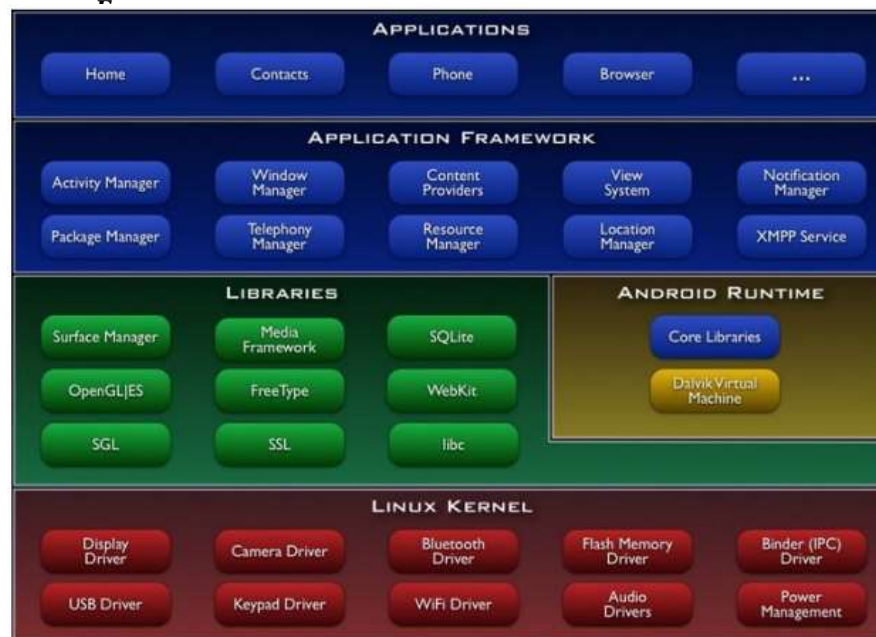 APPLICATIONS
Home
Contacts
Phone
Browser
...
APPLICATION FRAMEWORK
Activity Manager
Window
Manager
Content
Providers
View
System
Notification
Manager
Package Manager
Telephony
Manager
Resource
Manager
Location
Manager
XMPP Service
LIBRARIES
Surface Manager
Media
Framework
SQLite
OpenGL|ES
FreeType
WebKit
SGL
SSL
libc
ANDROID RUNTIME
Core Libraries
Dalvik Virtual
Machine
LINUX KERNEL
Display
Driver
Camera Driver
Bluetooth
Driver
Flash Memory
Driver
Binder (IPC)
Driver
USB Driver
Keypad Driver
WiFi Driver
Audio
Drivers
Power
Management